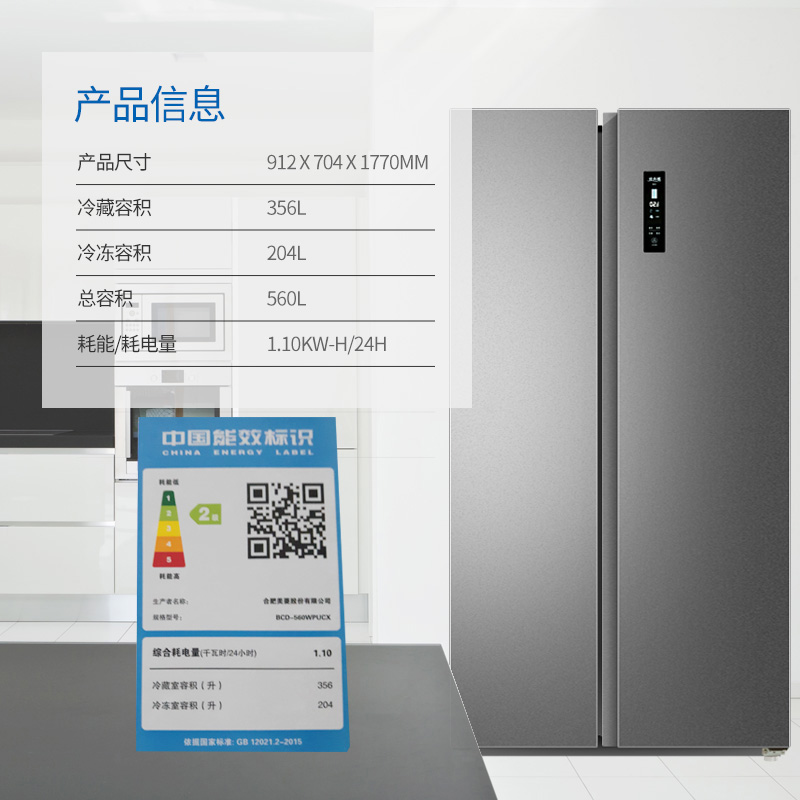 产品信息
产品尺寸 912 X 704 X 1770MM
冷藏容积 356L
冷冻容积 204L
总容积 560L
耗能/耗电量 1.10KW-H/24H
中国能效标识
CHINA ENERGY LABEL
耗能低
1
2
2级
3
4
5
耗能高
生产者名称: 合肥美菱股份有限公司
规格型号: BCD-560WPUCX
综合耗电量(千瓦时/24小时) 1.10
冷藏室容积(升) 356
冷冻室容积(升) 204
依据国家标准: GB 12021.2-2015